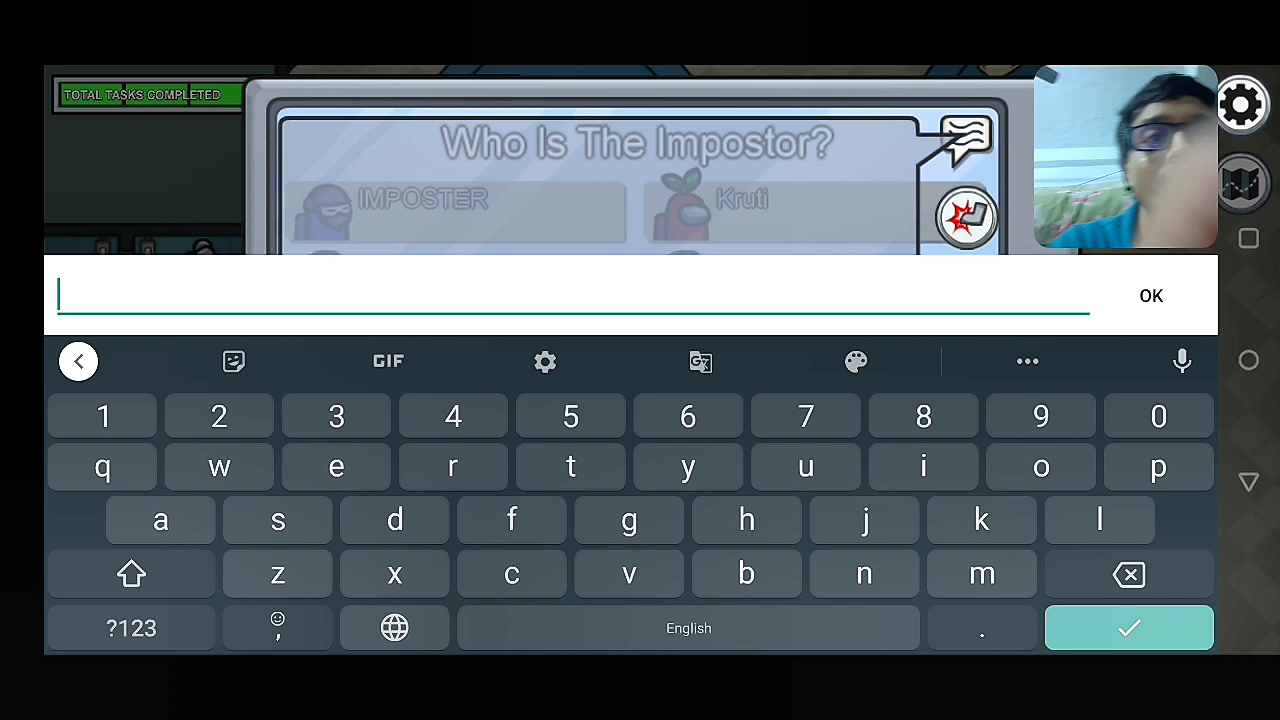 TOTAL TASKS COMPLETED
Who Is The Impostor?
IMPOSTER
Kruti
OK
GIF
1 2 3 4 5 6 7 8 9 0
q w e r t y u i o p
a s d f g h j k l
z x c v b n m
?123 , English .